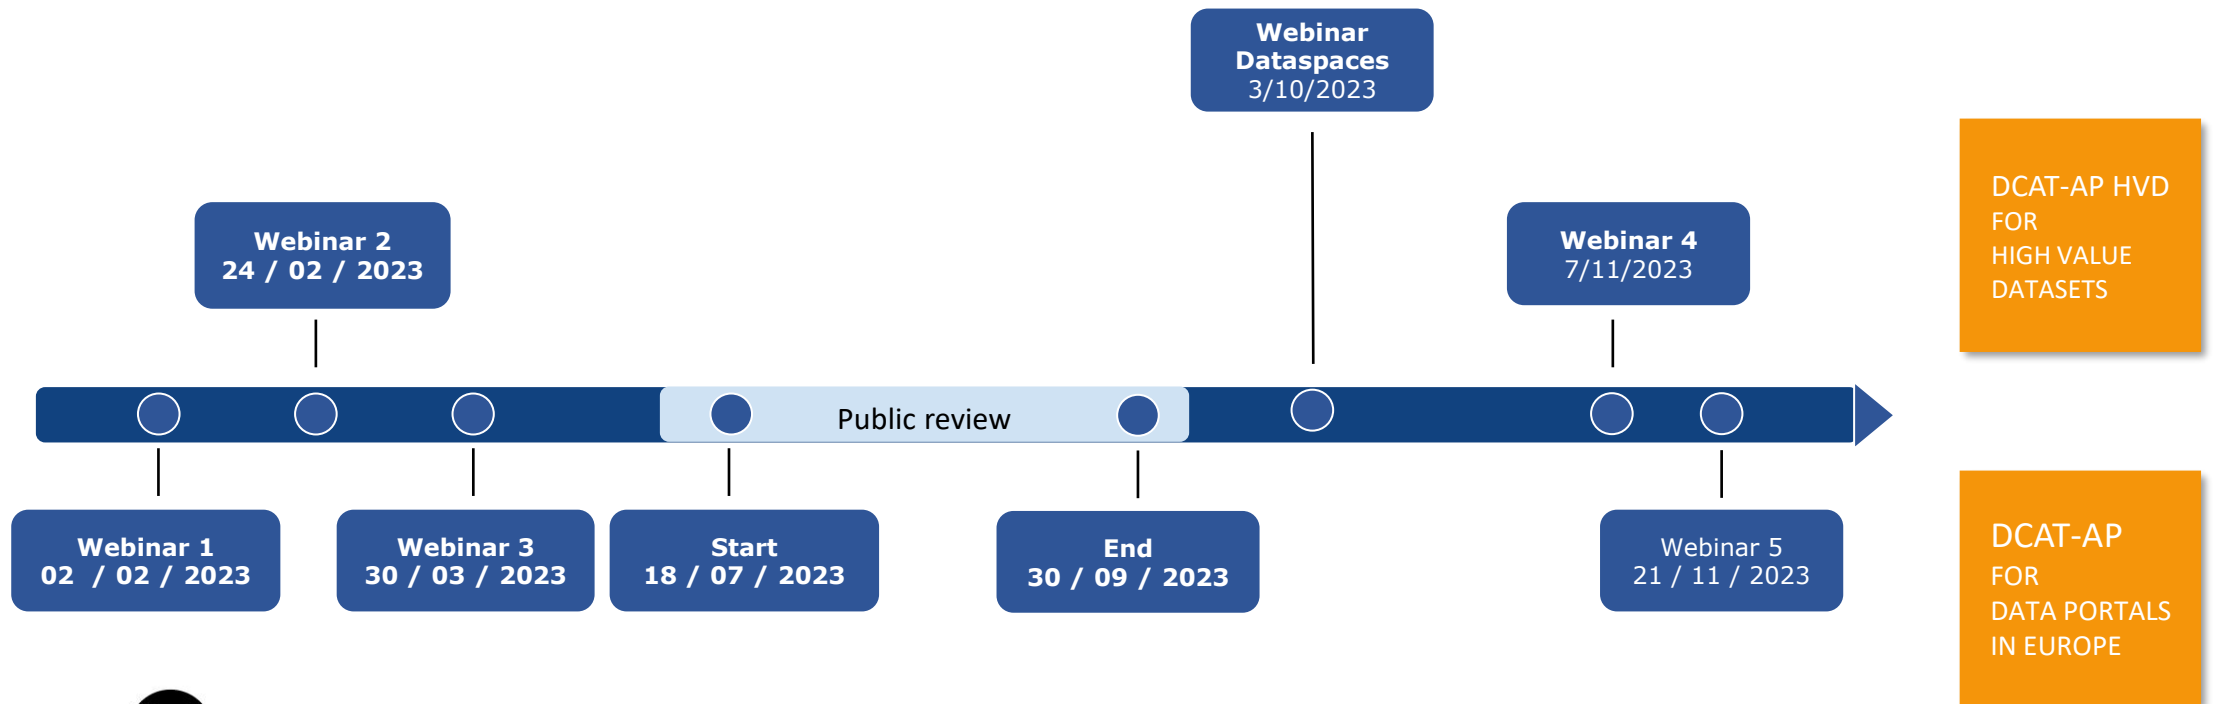 Webinar
Dataspaces
3/10/2023
Webinar 2
24 / 02 / 2023
Webinar 4
7/11/2023
Public review
Webinar 1
02  / 02 / 2023
Webinar 3
30 / 03 / 2023
Start
18 / 07 / 2023
End
30 / 09 / 2023
Webinar 5
21 / 11 / 2023
DCAT-AP HVD
FOR
HIGH VALUE
DATASETS
DCAT-AP
FOR
DATA PORTALS
IN EUROPE